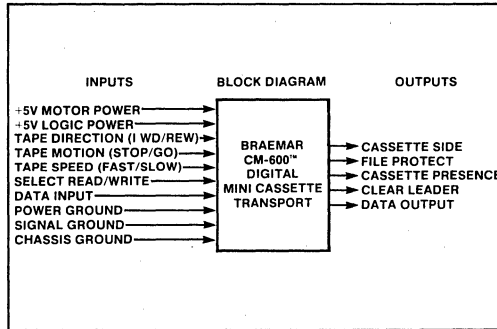 INPUTS
BLOCK DIAGRAM
OUTPUTS
+5V MOTOR POWER
+5V LOGIC POWER
TAPE DIRECTION (I WD/REW)
TAPE MOTION (STOP/GO)
TAPE SPEED (FAST/SLOW)
SELECT READ/WRITE
DATA INPUT
POWER GROUND
SIGNAL GROUND
CHASSIS GROUND
BRAEMAR
CM-600™
DIGITAL
MINI CASSETTE
TRANSPORT
CASSETTE SIDE
FILE PROTECT
CASSETTE PRESENCE
CLEAR LEADER
DATA OUTPUT